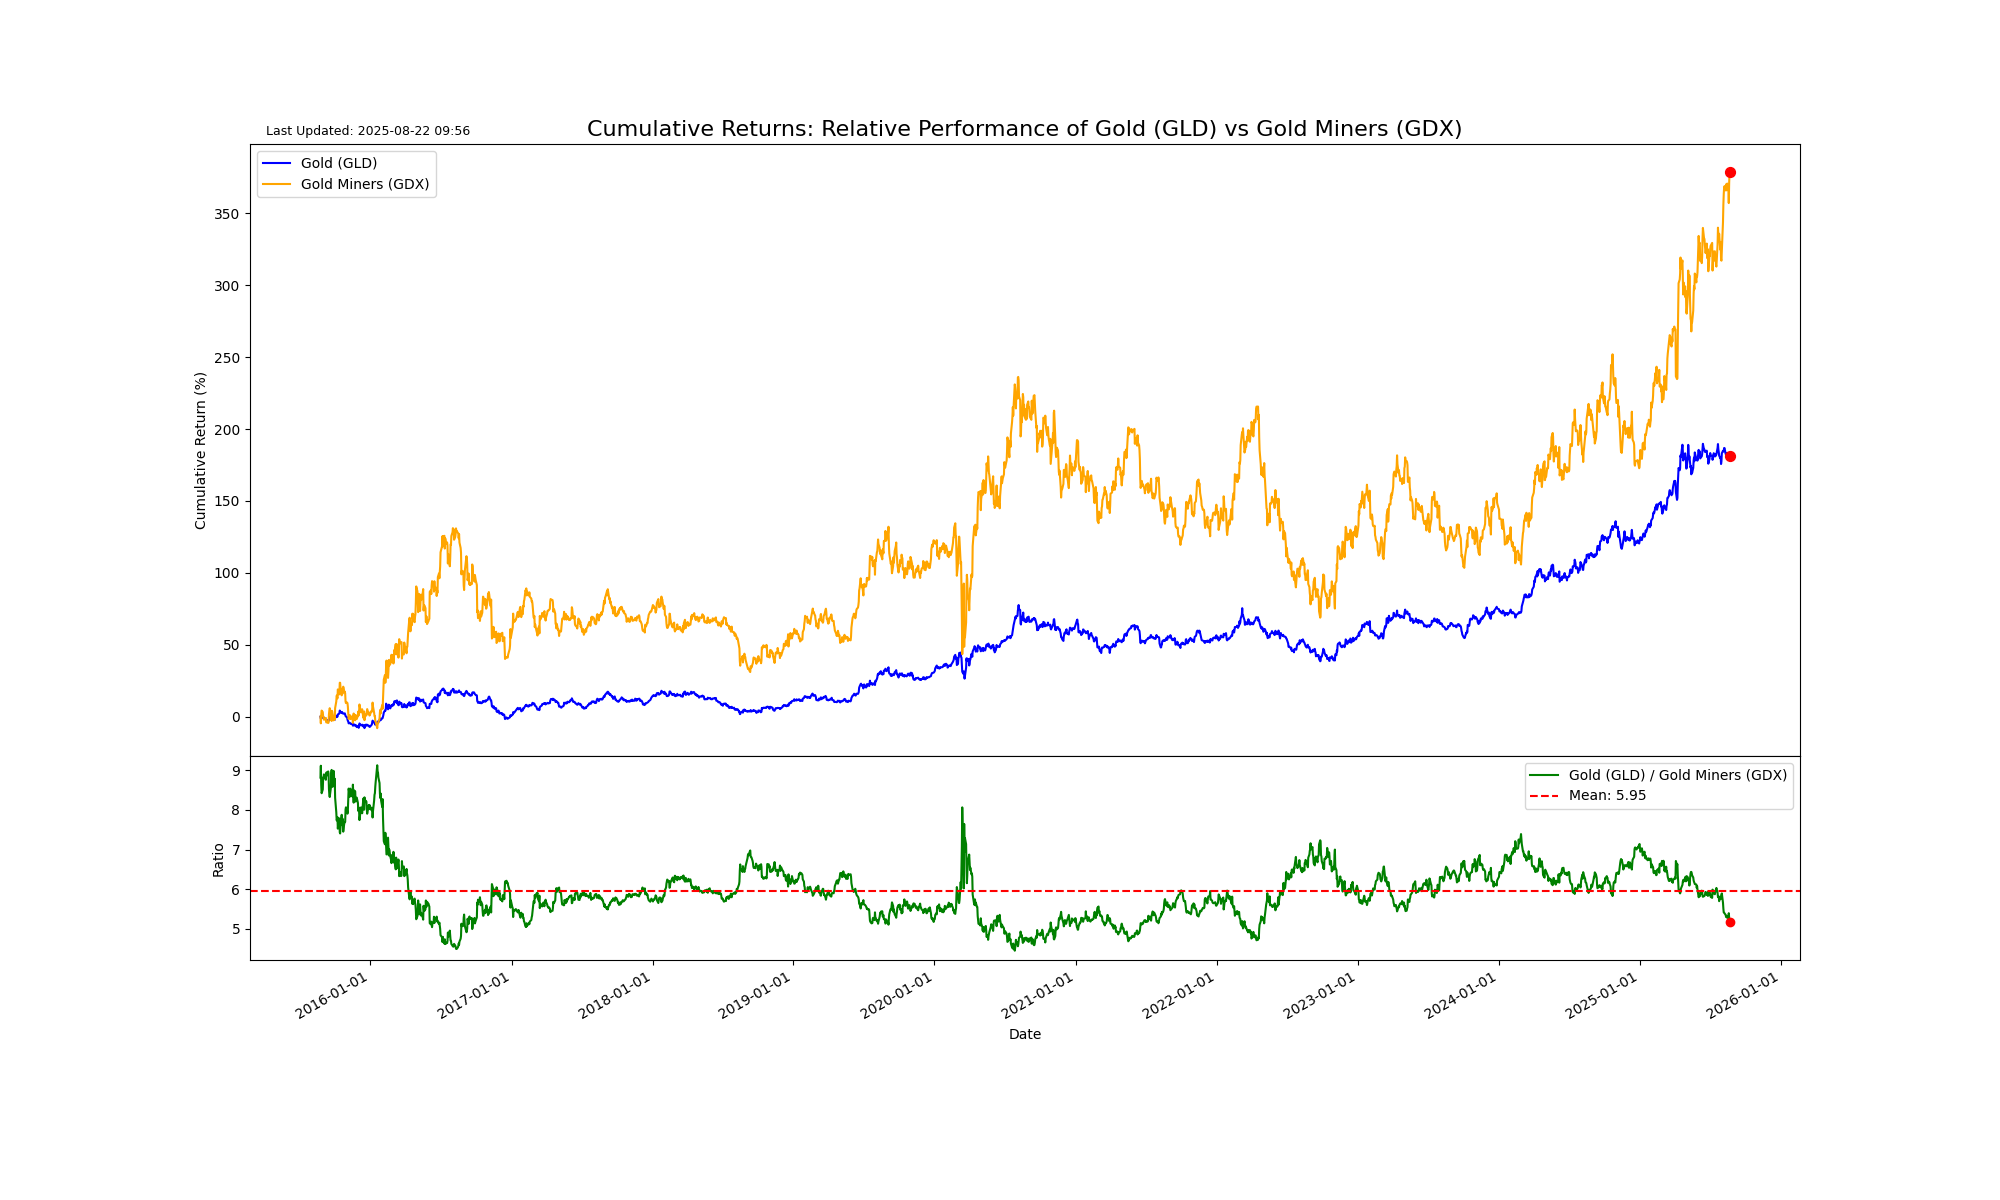 Last Updated: 2025-08-22 09:56
Cumulative Returns: Relative Performance of Gold (GLD) vs Gold Miners (GDX)
Gold (GLD)
Gold Miners (GDX)
Cumulative Return (%)
350
300
250
200
150
100
50
0
Gold (GLD) / Gold Miners (GDX)
Mean: 5.95
Ratio
9
8
7
6
5
2016-01-01
2017-01-01
2018-01-01
2019-01-01
2020-01-01
2021-01-01
2022-01-01
2023-01-01
2024-01-01
2025-01-01
2026-01-01
Date